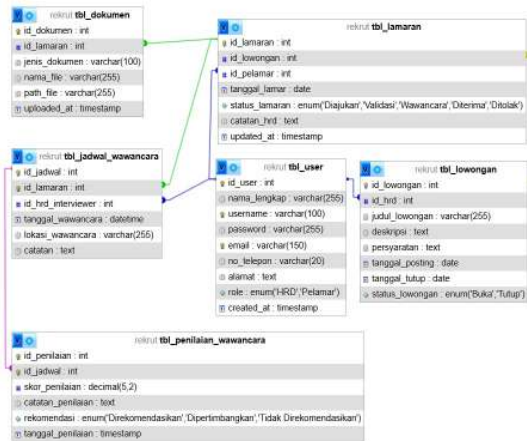 rekrut tbl_dokumen
id_dokumen : int
id_lamaran : int
jenis_dokumen : varchar(100)
nama_file : varchar(255)
path_file : varchar(255)
uploaded_at : timestamp
rekrut tbl_lamaran
id_lamaran : int
id_lowongan : int
id_pelamar : int
tanggal_lamar : date
status_lamaran : enum('Diajukan','Validasi','Wawancara','Diterima','Ditolak')
catatan_hrd : text
updated_at : timestamp
rekrut tbl_jadwal_wawancara
id_jadwal : int
id_lamaran : int
id_hrd_interviewer : int
tanggal_wawancara : datetime
lokasi_wawancara : varchar(255)
catatan : text
rekrut tbl_user
id_user : int
nama_lengkap : varchar(255)
username : varchar(100)
password : varchar(255)
email : varchar(150)
no_telepon : varchar(20)
alamat : text
role : enum('HRD','Pelamar')
created_at : timestamp
rekrut tbl_lowongan
id_lowongan : int
id_hrd : int
judul_lowongan : varchar(255)
deskripsi : text
persyaratan : text
tanggal_posting : date
tanggal_tutup : date
status_lowongan : enum('Buka','Tutup')
rekrut tbl_penilaian_wawancara
id_penilaian : int
id_jadwal : int
skor_penilaian : decimal(5,2)
catatan_penilaian : text
rekomendasi : enum('Direkomendasikan','Dipertimbangkan','Tidak Direkomendasikan')
tanggal_penilaian : timestamp